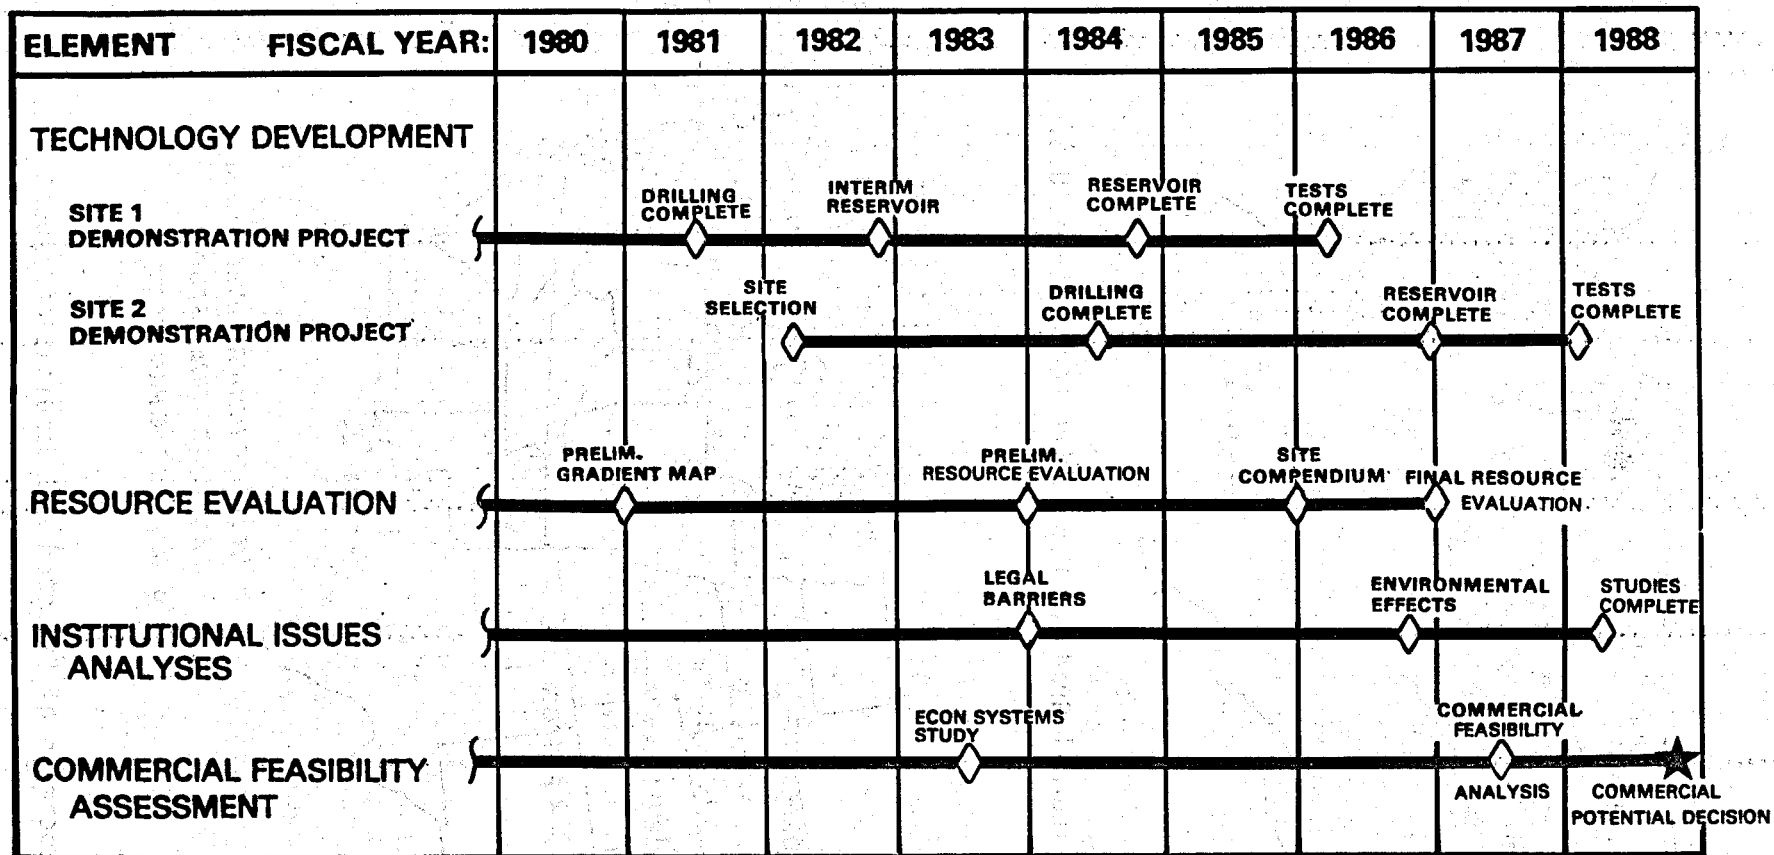 ELEMENT FISCAL YEAR: 1980 1981 1982 1983 1984 1985 1986 1987 1988
TECHNOLOGY DEVELOPMENT
SITE 1
DEMONSTRATION PROJECT
DRILLING
COMPLETE
INTERIM
RESERVOIR
RESERVOIR
COMPLETE
TESTS
COMPLETE
SITE 2
DEMONSTRATION PROJECT
SITE
SELECTION
DRILLING
COMPLETE
RESERVOIR
COMPLETE
TESTS
COMPLETE
RESOURCE EVALUATION
PRELIM.
GRADIENT MAP
PRELIM.
RESOURCE EVALUATION
SITE
COMPENDIUM
FINAL RESOURCE
EVALUATION
INSTITUTIONAL ISSUES
ANALYSES
LEGAL
BARRIERS
ENVIRONMENTAL
EFFECTS
STUDIES
COMPLETE
COMMERCIAL FEASIBILITY
ASSESSMENT
ECON SYSTEMS
STUDY
COMMERCIAL
FEASIBILITY
ANALYSIS
COMMERCIAL
POTENTIAL DECISION